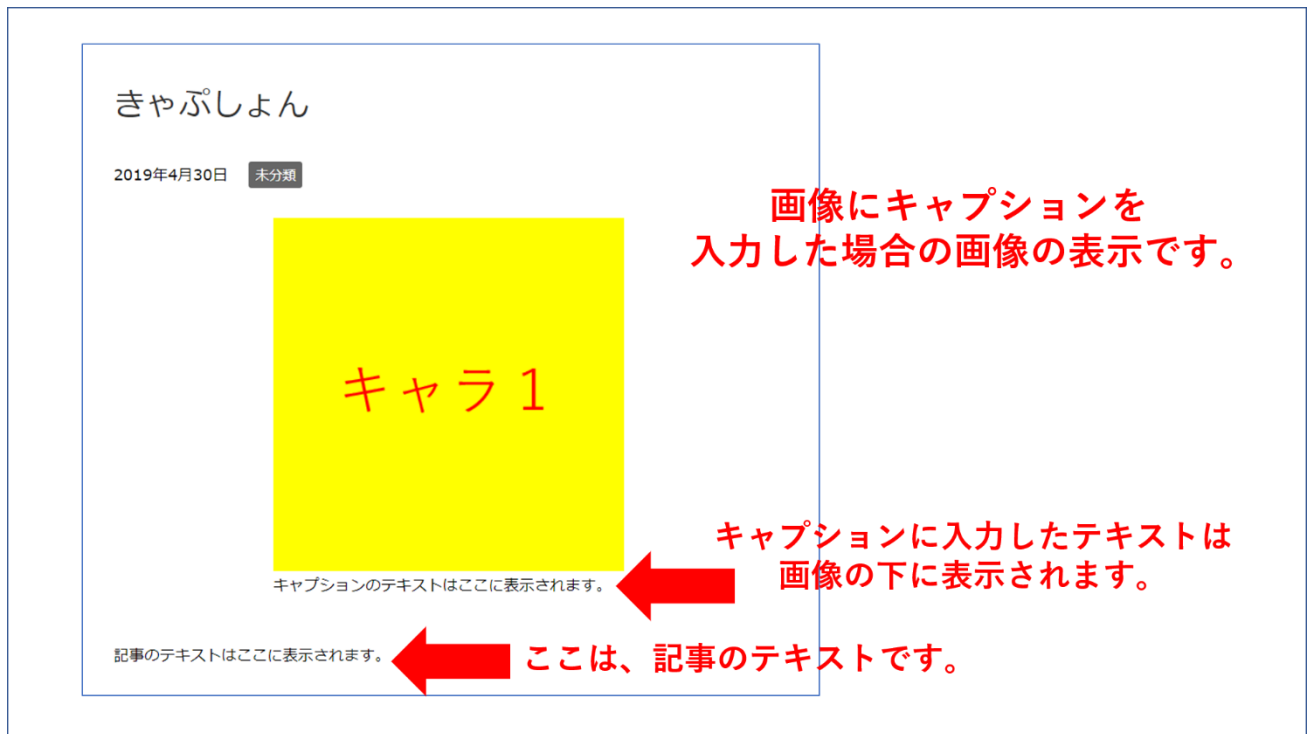 きゃぷしょん
2019年4月30日 未分類
画像にキャプションを
入力した場合の画像の表示です。
キャラ1
キャプションに入力したテキストは
画像の下に表示されます。
キャプションのテキストはここに表示されます。
記事のテキストはここに表示されます。
ここは、記事のテキストです。